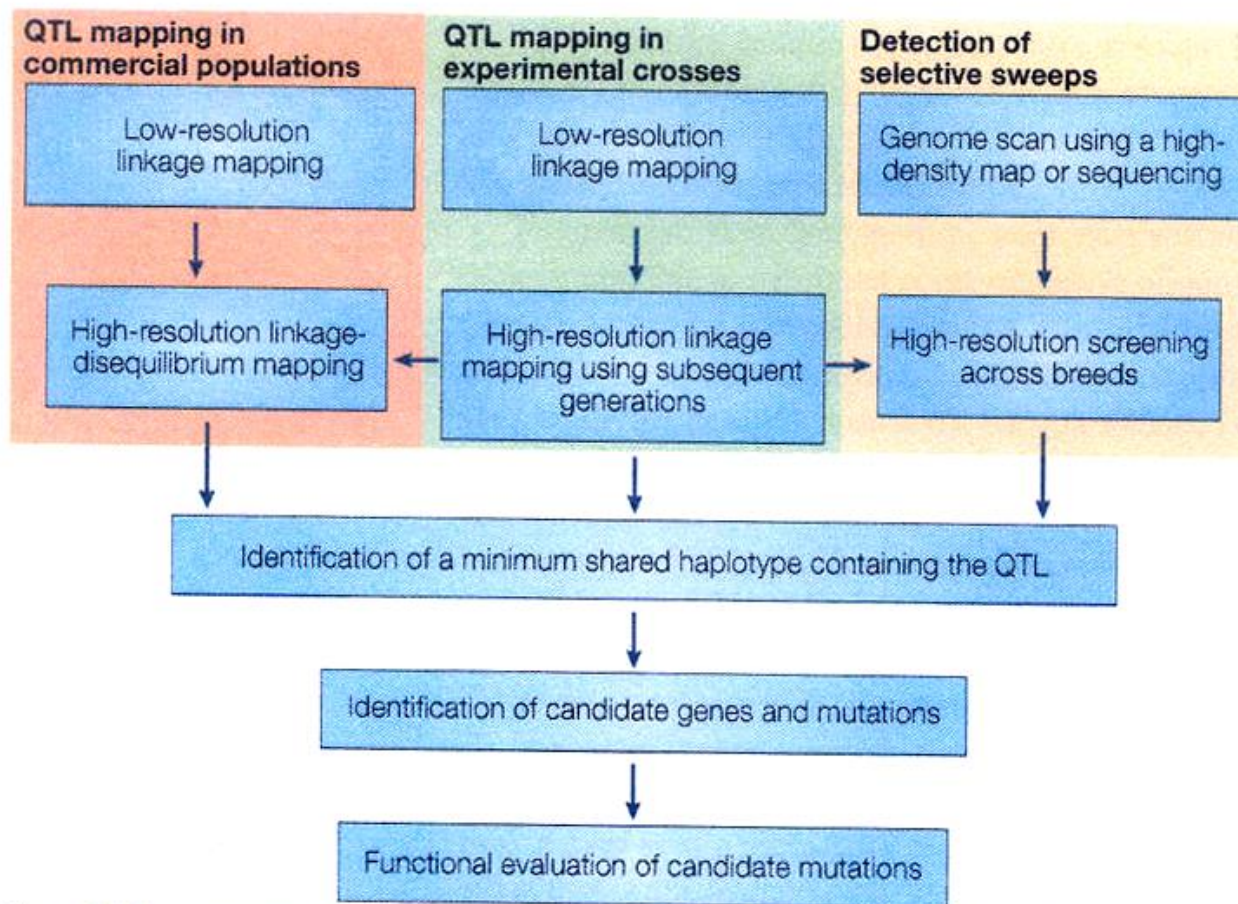 QTL mapping in
commercial populations
Low-resolution
linkage mapping
High-resolution linkage-
disequilibrium mapping
QTL mapping in
experimental crosses
Low-resolution
linkage mapping
High-resolution linkage
mapping using subsequent
generations
Detection of
selective sweeps
Genome scan using a high-
density map or sequencing
High-resolution screening
across breeds
Identification of a minimum shared haplotype containing the QTL
Identification of candidate genes and mutations
Functional evaluation of candidate mutations